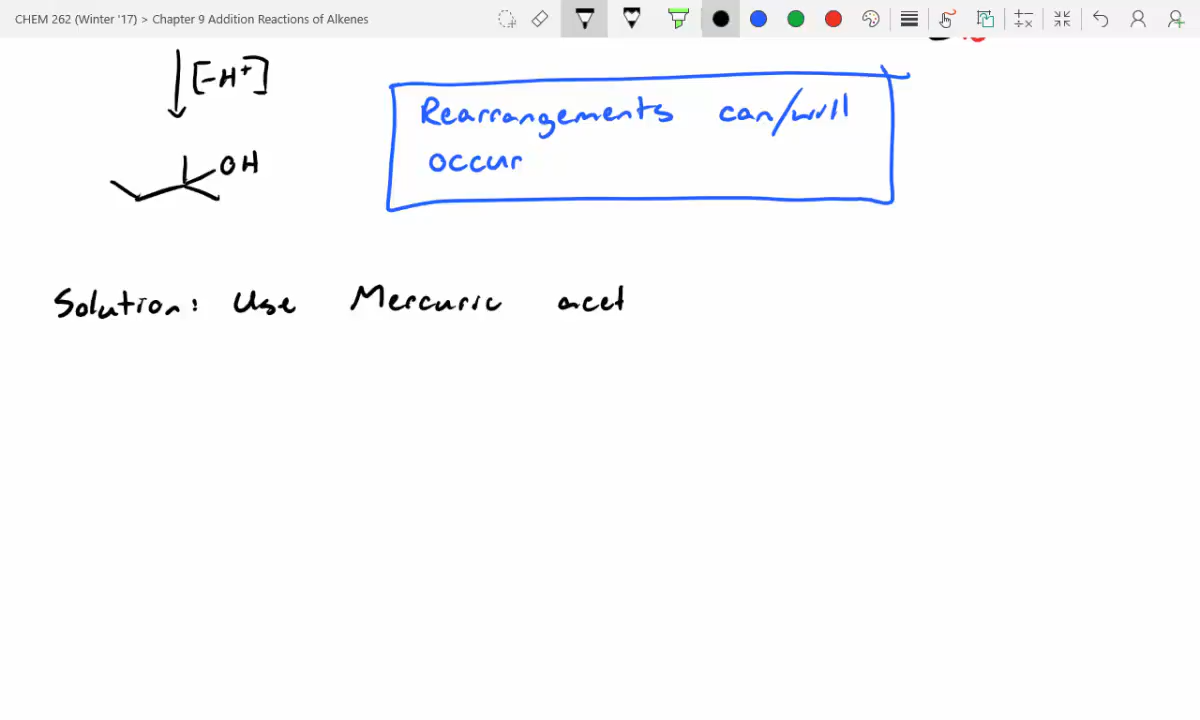 CHEM 262 (Winter '17) > Chapter 9 Addition Reactions of Alkenes
[-H⁺]
Rearrangements can/will
occur
OH
Solution: Use Mercuric acet